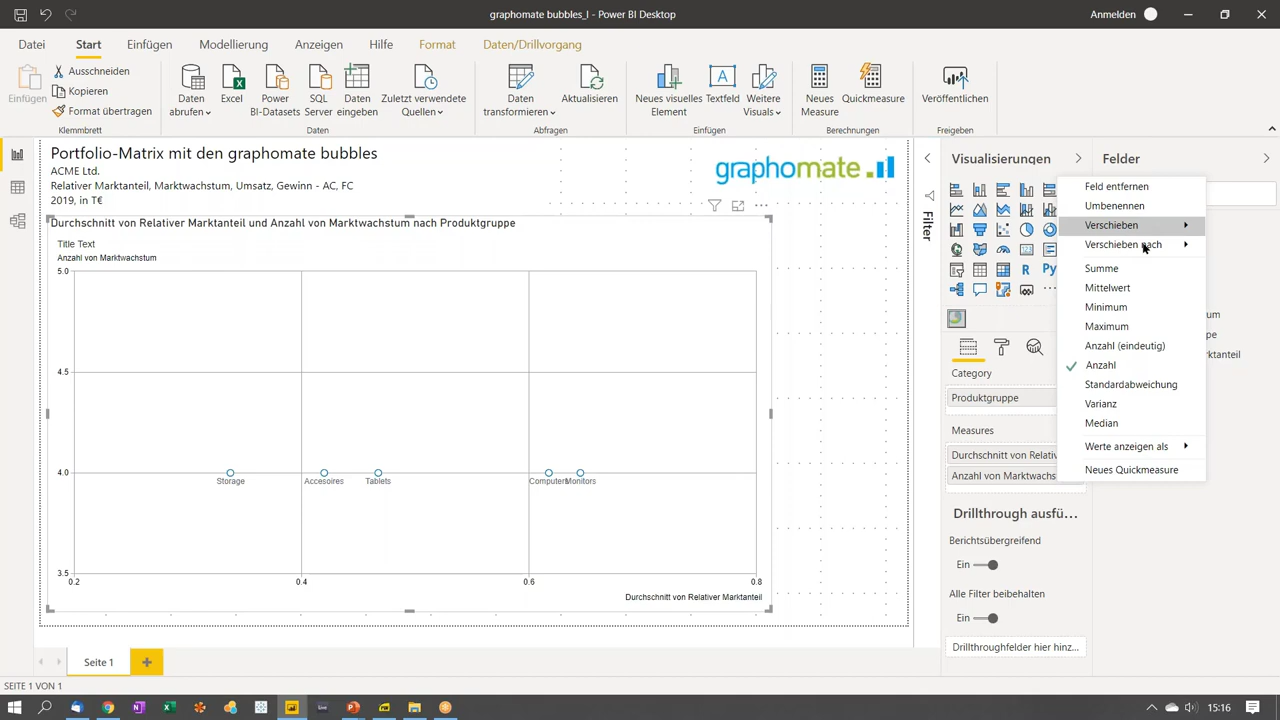 graphomate bubbles_I - Power BI Desktop
Anmelden
Datei
Start
Einfügen
Modellierung
Anzeigen
Hilfe
Format
Daten/Drillvorgang
Einfügen
Ausschneiden
Kopieren
Format übertragen
Klemmbrett
Daten
abrufen
Excel
Power
BI-Datasets
SQL
Server
Daten
eingeben
Zuletzt verwendete
Quellen
Daten
Daten
transformieren
Aktualisieren
Abfragen
Neues visuelles
Element
Textfeld
Weitere
Visuals
Einfügen
Neues
Measure
Quickmeasure
Berechnungen
Veröffentlichen
Freigeben
Portfolio-Matrix mit den graphomate bubbles
ACME Ltd.
Relativer Marktanteil, Marktwachstum, Umsatz, Gewinn - AC, FC
2019, in T€
graphomate
Durchschnitt von Relativer Marktanteil und Anzahl von Marktwachstum nach Produktgruppe
Title Text
Anzahl von Marktwachstum
5.0
4.5
4.0
3.5
Storage
Accesoires
Tablets
Computers
Monitors
0.2
0.4
0.6
0.8
Durchschnitt von Relativer Marktanteil
Filter
Visualisierungen
R
Py
Category
Produktgruppe
Measures
Durchschnitt von Relativ
Anzahl von Marktwachs
Drillthrough ausfü...
Berichtsübergreifend
Ein
Alle Filter beibehalten
Ein
Drillthroughfelder hier hinz...
Felder
Feld entfernen
Umbenennen
Verschieben
Verschieben nach
Summe
Mittelwert
Minimum
Maximum
Anzahl (eindeutig)
Anzahl
Standardabweichung
Varianz
Median
Werte anzeigen als
Neues Quickmeasure
um
pe
rktanteil
Seite 1
SEITE 1 VON 1
15:16